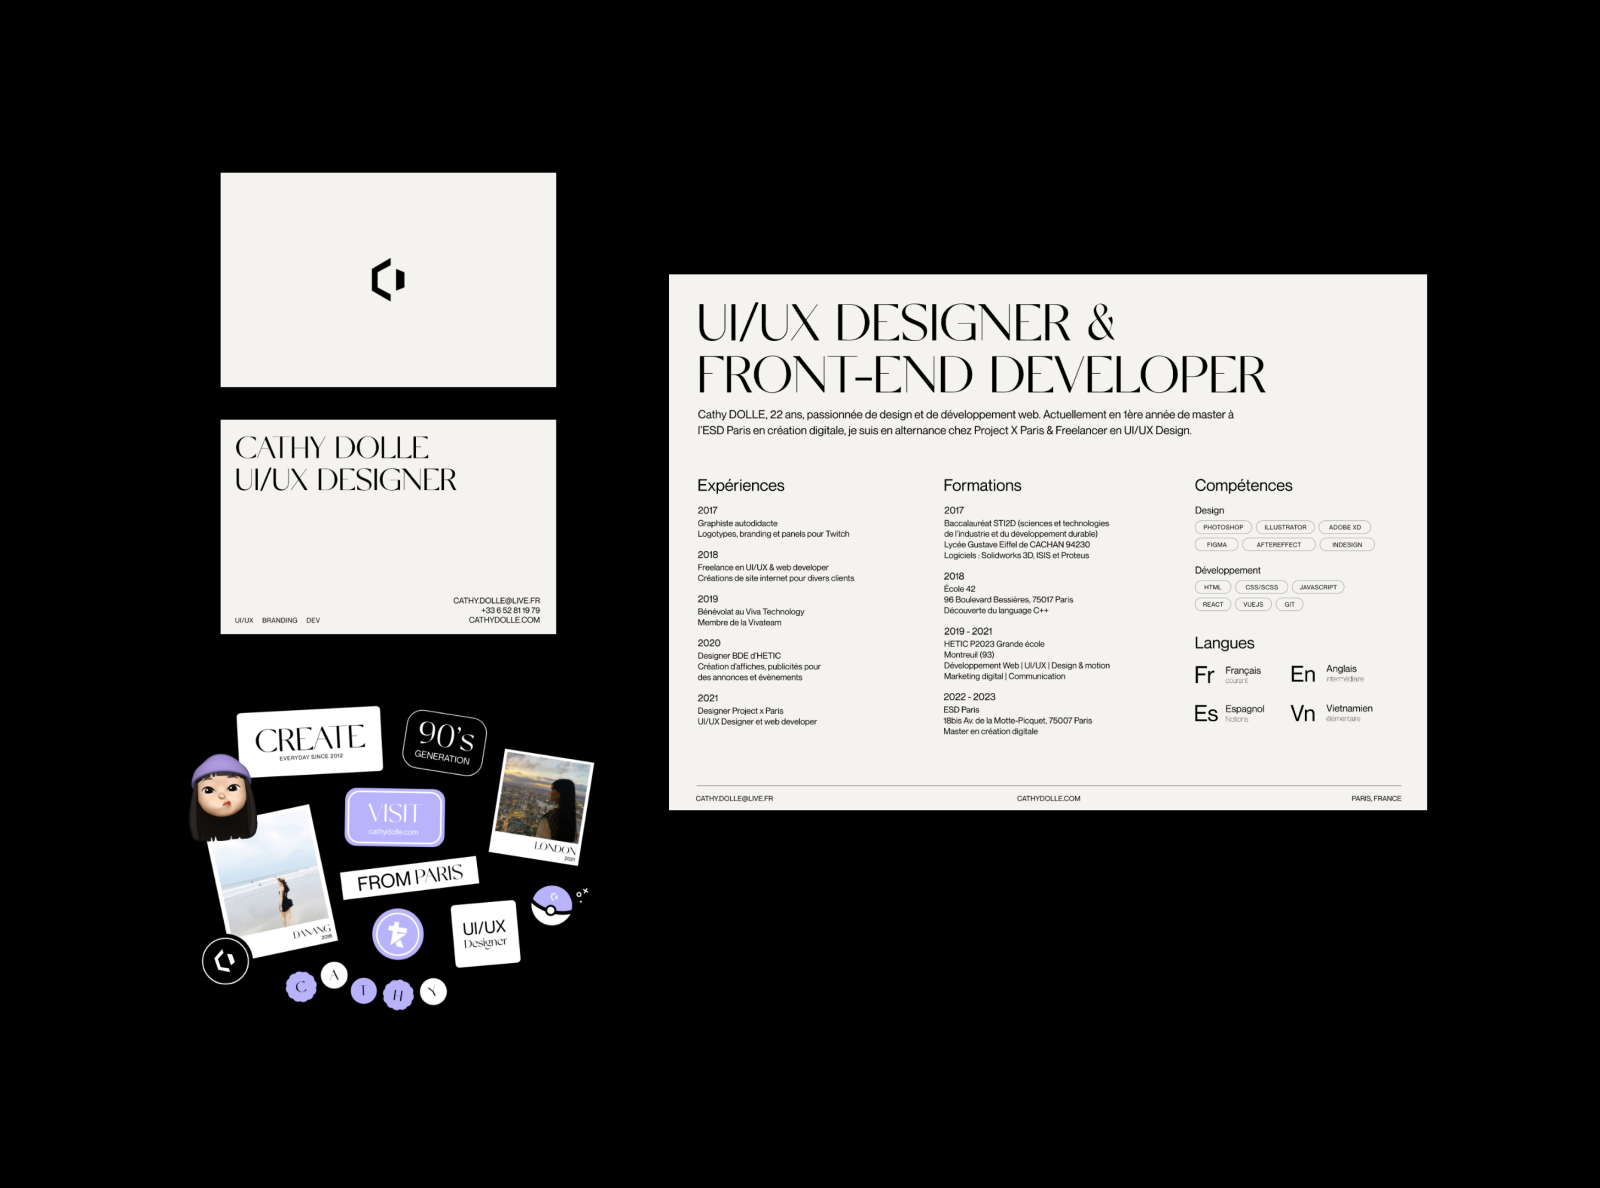 CATHY DOLLE
UI/UX DESIGNER
CATHY.DOLLE@LIVE.FR
+33 6 52 81 19 79
CATHYDOLLE.COM
UI/UX BRANDING DEV
CREATE
EVERYDAY SINCE 2012
90's
GENERATION
VISIT
cathydolle.com
LONDON
2021
FROM PARIS
DANANG
2018
UI/UX
Designer
C A T H Y
UI/UX DESIGNER &
FRONT-END DEVELOPER
Cathy DOLLE, 22 ans, passionnée de design et de développement web. Actuellement en 1ère année de master à
l'ESD Paris en création digitale, je suis en alternance chez Project X Paris & Freelancer en UI/UX Design.
Expériences
2017
Graphiste autodidacte
Logotypes, branding et panels pour Twitch
2018
Freelance en UI/UX & web developer
Créations de site internet pour divers clients
2019
Bénévolat au Viva Technology
Membre de la Vivateam
2020
Designer BDE d'HETIC
Création d'affiches, publicités pour
des annonces et évènements
2021
Designer Project x Paris
UI/UX Designer et web developer
Formations
2017
Baccalauréat STI2D (sciences et technologies
de l'industrie et du développement durable)
Lycée Gustave Eiffel de CACHAN 94230
Logiciels : Solidworks 3D, ISIS et Proteus
2018
École 42
96 Boulevard Bessières, 75017 Paris
Découverte du language C++
2019 - 2021
HETIC P2023 Grande école
Montreuil (93)
Développement Web | UI/UX | Design & motion
Marketing digital | Communication
2022 - 2023
ESD Paris
18bis Av. de la Motte-Picquet, 75007 Paris
Master en création digitale
Compétences
Design
PHOTOSHOP ILLUSTRATOR ADOBE XD
FIGMA AFTEREFFECT INDESIGN
Développement
HTML CSS/SCSS JAVASCRIPT
REACT VUEJS GIT
Langues
Fr Français
courant
En Anglais
intermédiaire
Es Espagnol
Notions
Vn Vietnamien
élémentaire
CATHY.DOLLE@LIVE.FR
CATHYDOLLE.COM
PARIS, FRANCE